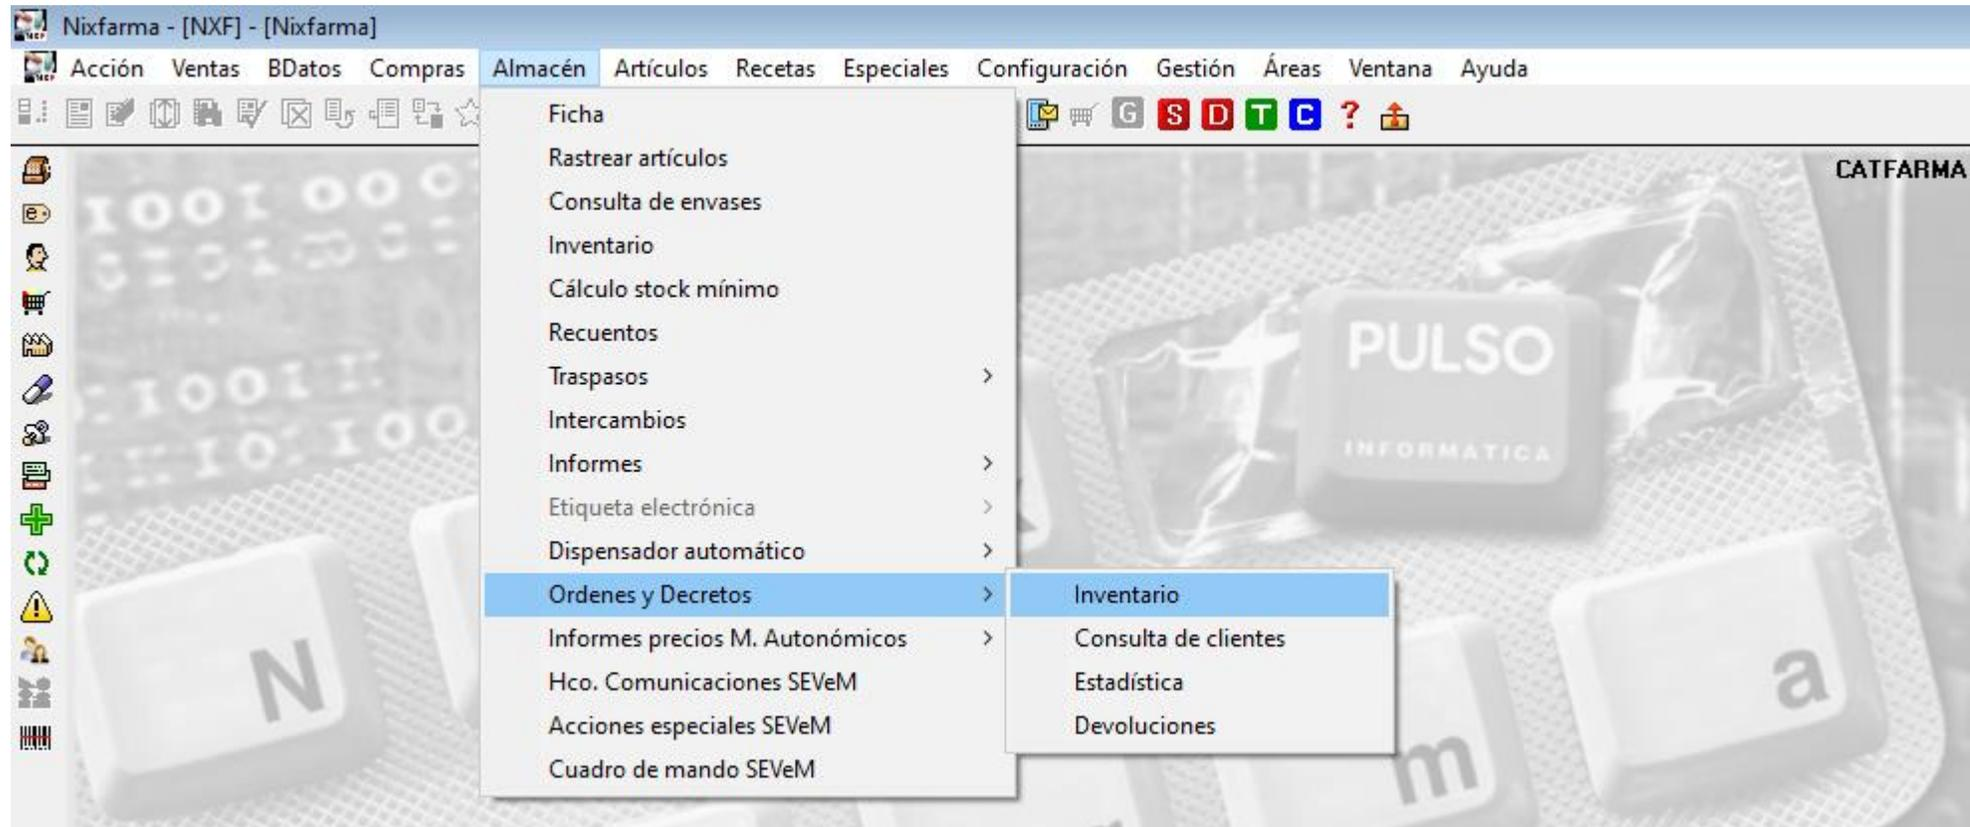 Nixfarma - [NXF] - [Nixfarma]
Acción Ventas BDatos Compras Almacén Artículos Recetas Especiales Configuración Gestión Áreas Ventana Ayuda
G S D T C ?
CATFARMA
Ficha
Rastrear artículos
Consulta de envases
Inventario
Cálculo stock mínimo
Recuentos
Traspasos >
Intercambios
Informes >
Etiqueta electrónica >
Dispensador automático >
Ordenes y Decretos >
Informes precios M. Autonómicos >
Hco. Comunicaciones SEVeM
Acciones especiales SEVeM
Cuadro de mando SEVeM
Inventario
Consulta de clientes
Estadística
Devoluciones
PULSO
INFORMATICA
N
m
a